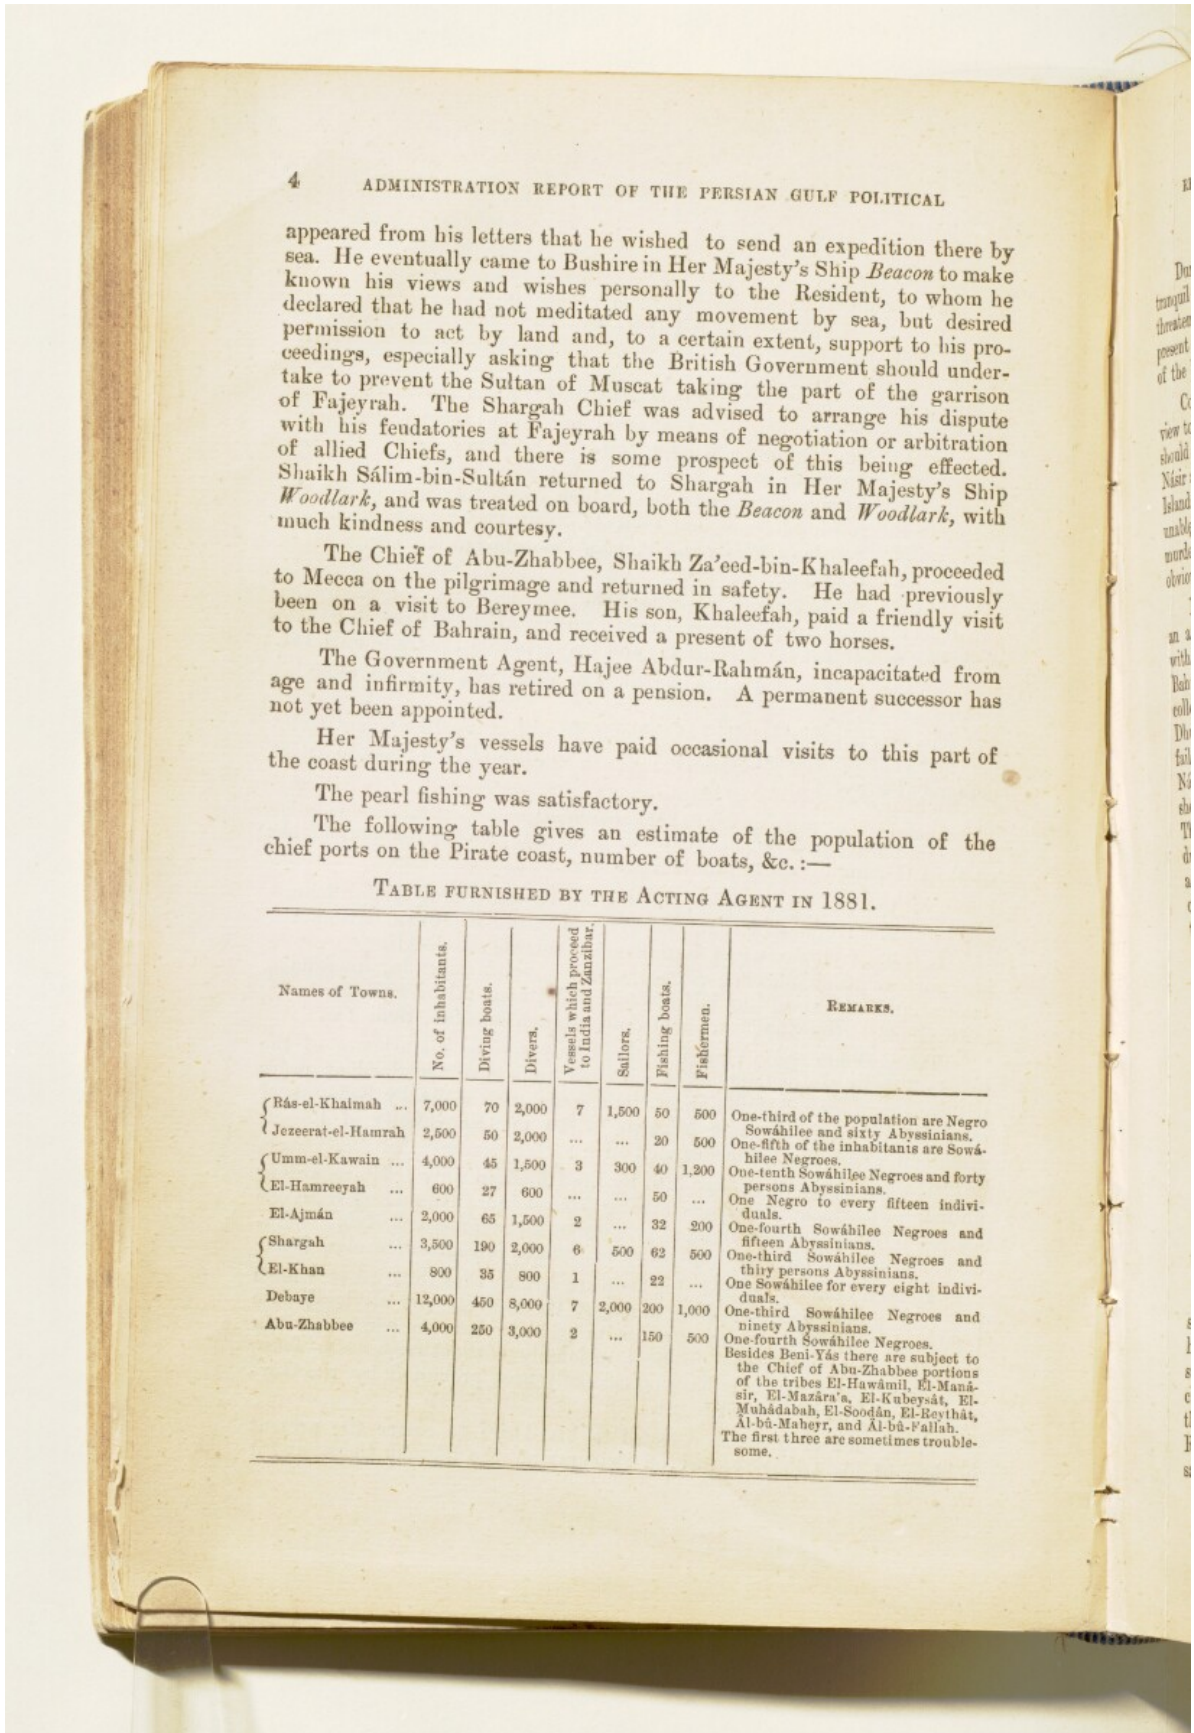 4 ADMINISTRATION REPORT OF THE PERSIAN GULF POLITICAL
appeared from his letters that he wished to send an expedition there by
sea. He eventually came to Bushire in Her Majesty's Ship Beacon to make
known his views and wishes personally to the Resident, to whom he
declared that he had not meditated any movement by sea, but desired
permission to act by land and, to a certain extent, support to his pro-
ceedings, especially asking that the British Government should under-
take to prevent the Sultan of Muscat taking the part of the garrison
of Fajeyrah. The Shargah Chief was advised to arrange his dispute
with his feudatories at Fajeyrah by means of negotiation or arbitration
of allied Chiefs, and there is some prospect of this being effected.
Shaikh Sálim-bin-Sultán returned to Shargah in Her Majesty's Ship
Woodlark, and was treated on board, both the Beacon and Woodlark, with
much kindness and courtesy.
The Chief of Abu-Zhabbee, Shaikh Za'eed-bin-Khaleefah, proceeded
to Mecca on the pilgrimage and returned in safety. He had previously
been on a visit to Bereymee. His son, Khaleefah, paid a friendly visit
to the Chief of Bahrain, and received a present of two horses.
The Government Agent, Hajee Abdur-Rahmán, incapacitated from
age and infirmity, has retired on a pension. A permanent successor has
not yet been appointed.
Her Majesty's vessels have paid occasional visits to this part of
the coast during the year.
The pearl fishing was satisfactory.
The following table gives an estimate of the population of the
chief ports on the Pirate coast, number of boats, &c. :—
TABLE FURNISHED BY THE ACTING AGENT IN 1881.
Names of Towns.
No. of inhabitants.
Diving boats.
Divers.
Vessels which proceed
to India and Zanzibar.
Sailors.
Fishing boats.
Fishermen.
REMARKS.
Rás-el-Khaimah ... 7,000 70 2,000 7 1,500 50 500 One-third of the population are Negro
Sowáhilee and sixty Abyssinians.
Jezeerat-el-Hamrah 2,500 50 2,000 ... ... 20 500 One-fifth of the inhabitants are Sowá-
hilee Negroes.
Umm-el-Kawain ... 4,000 45 1,500 3 300 40 1,200 One-tenth Sowáhilee Negroes and forty
persons Abyssinians.
El-Hamreeyah ... 600 27 600 ... ... 50 ... One Negro to every fifteen indivi-
duals.
El-Ajmán ... 2,000 65 1,500 2 ... 32 200 One-fourth Sowáhilee Negroes and
fifteen Abyssinians.
Shargah ... 3,500 190 2,000 6 500 62 500 One-third Sowáhilee Negroes and
thiry persons Abyssinians.
El-Khan ... 800 35 800 1 ... 22 ... One Sowáhilee for every eight indivi-
duals.
Debaye ... 12,000 450 8,000 7 2,000 200 1,000 One-third Sowáhilee Negroes and
ninety Abyssinians.
Abu-Zhabbee ... 4,000 250 3,000 2 ... 150 500 One-fourth Sowáhilee Negroes.
Besides Beni-Yás there are subject to
the Chief of Abu-Zhabbee portions
of the tribes El-Hawâmil, El-Maná-
sir, El-Mazâra'a, El-Kubeysât, El-
Muhâdabah, El-Soodân, El-Reythât,
Âl-bû-Maheyr, and Âl-bû-Fallah.
The first three are sometimes trouble-
some.